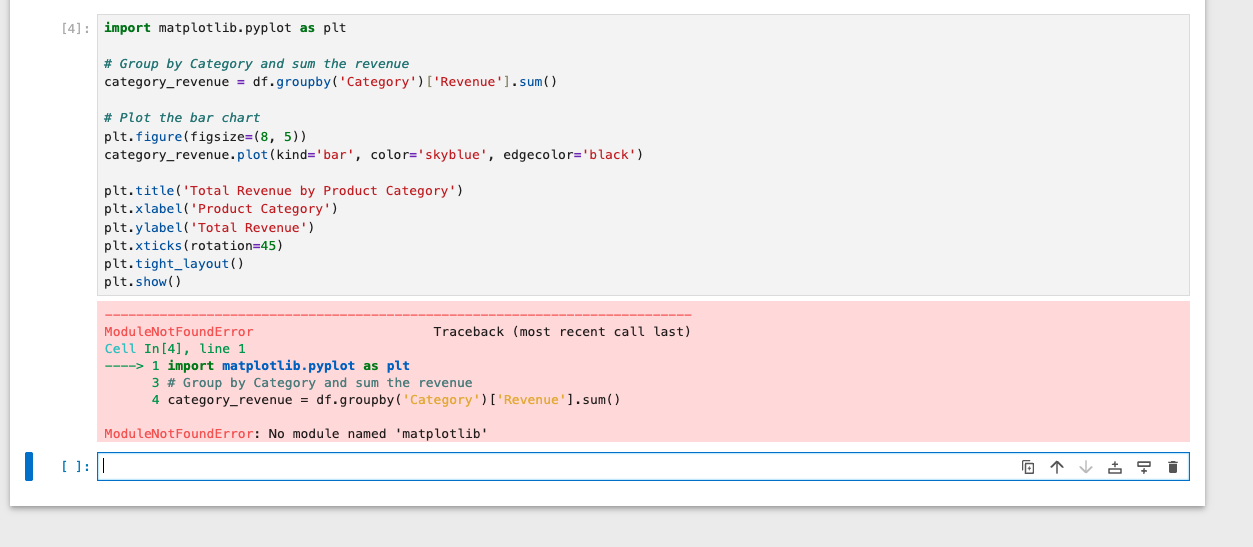 [4]: import matplotlib.pyplot as plt
# Group by Category and sum the revenue
category_revenue = df.groupby('Category')['Revenue'].sum()
# Plot the bar chart
plt.figure(figsize=(8, 5))
category_revenue.plot(kind='bar', color='skyblue', edgecolor='black')
plt.title('Total Revenue by Product Category')
plt.xlabel('Product Category')
plt.ylabel('Total Revenue')
plt.xticks(rotation=45)
plt.tight_layout()
plt.show()
---------------------------------------------------------------------------
ModuleNotFoundError                       Traceback (most recent call last)
Cell In[4], line 1
----> 1 import matplotlib.pyplot as plt
      3 # Group by Category and sum the revenue
      4 category_revenue = df.groupby('Category')['Revenue'].sum()
ModuleNotFoundError: No module named 'matplotlib'
[ ]: